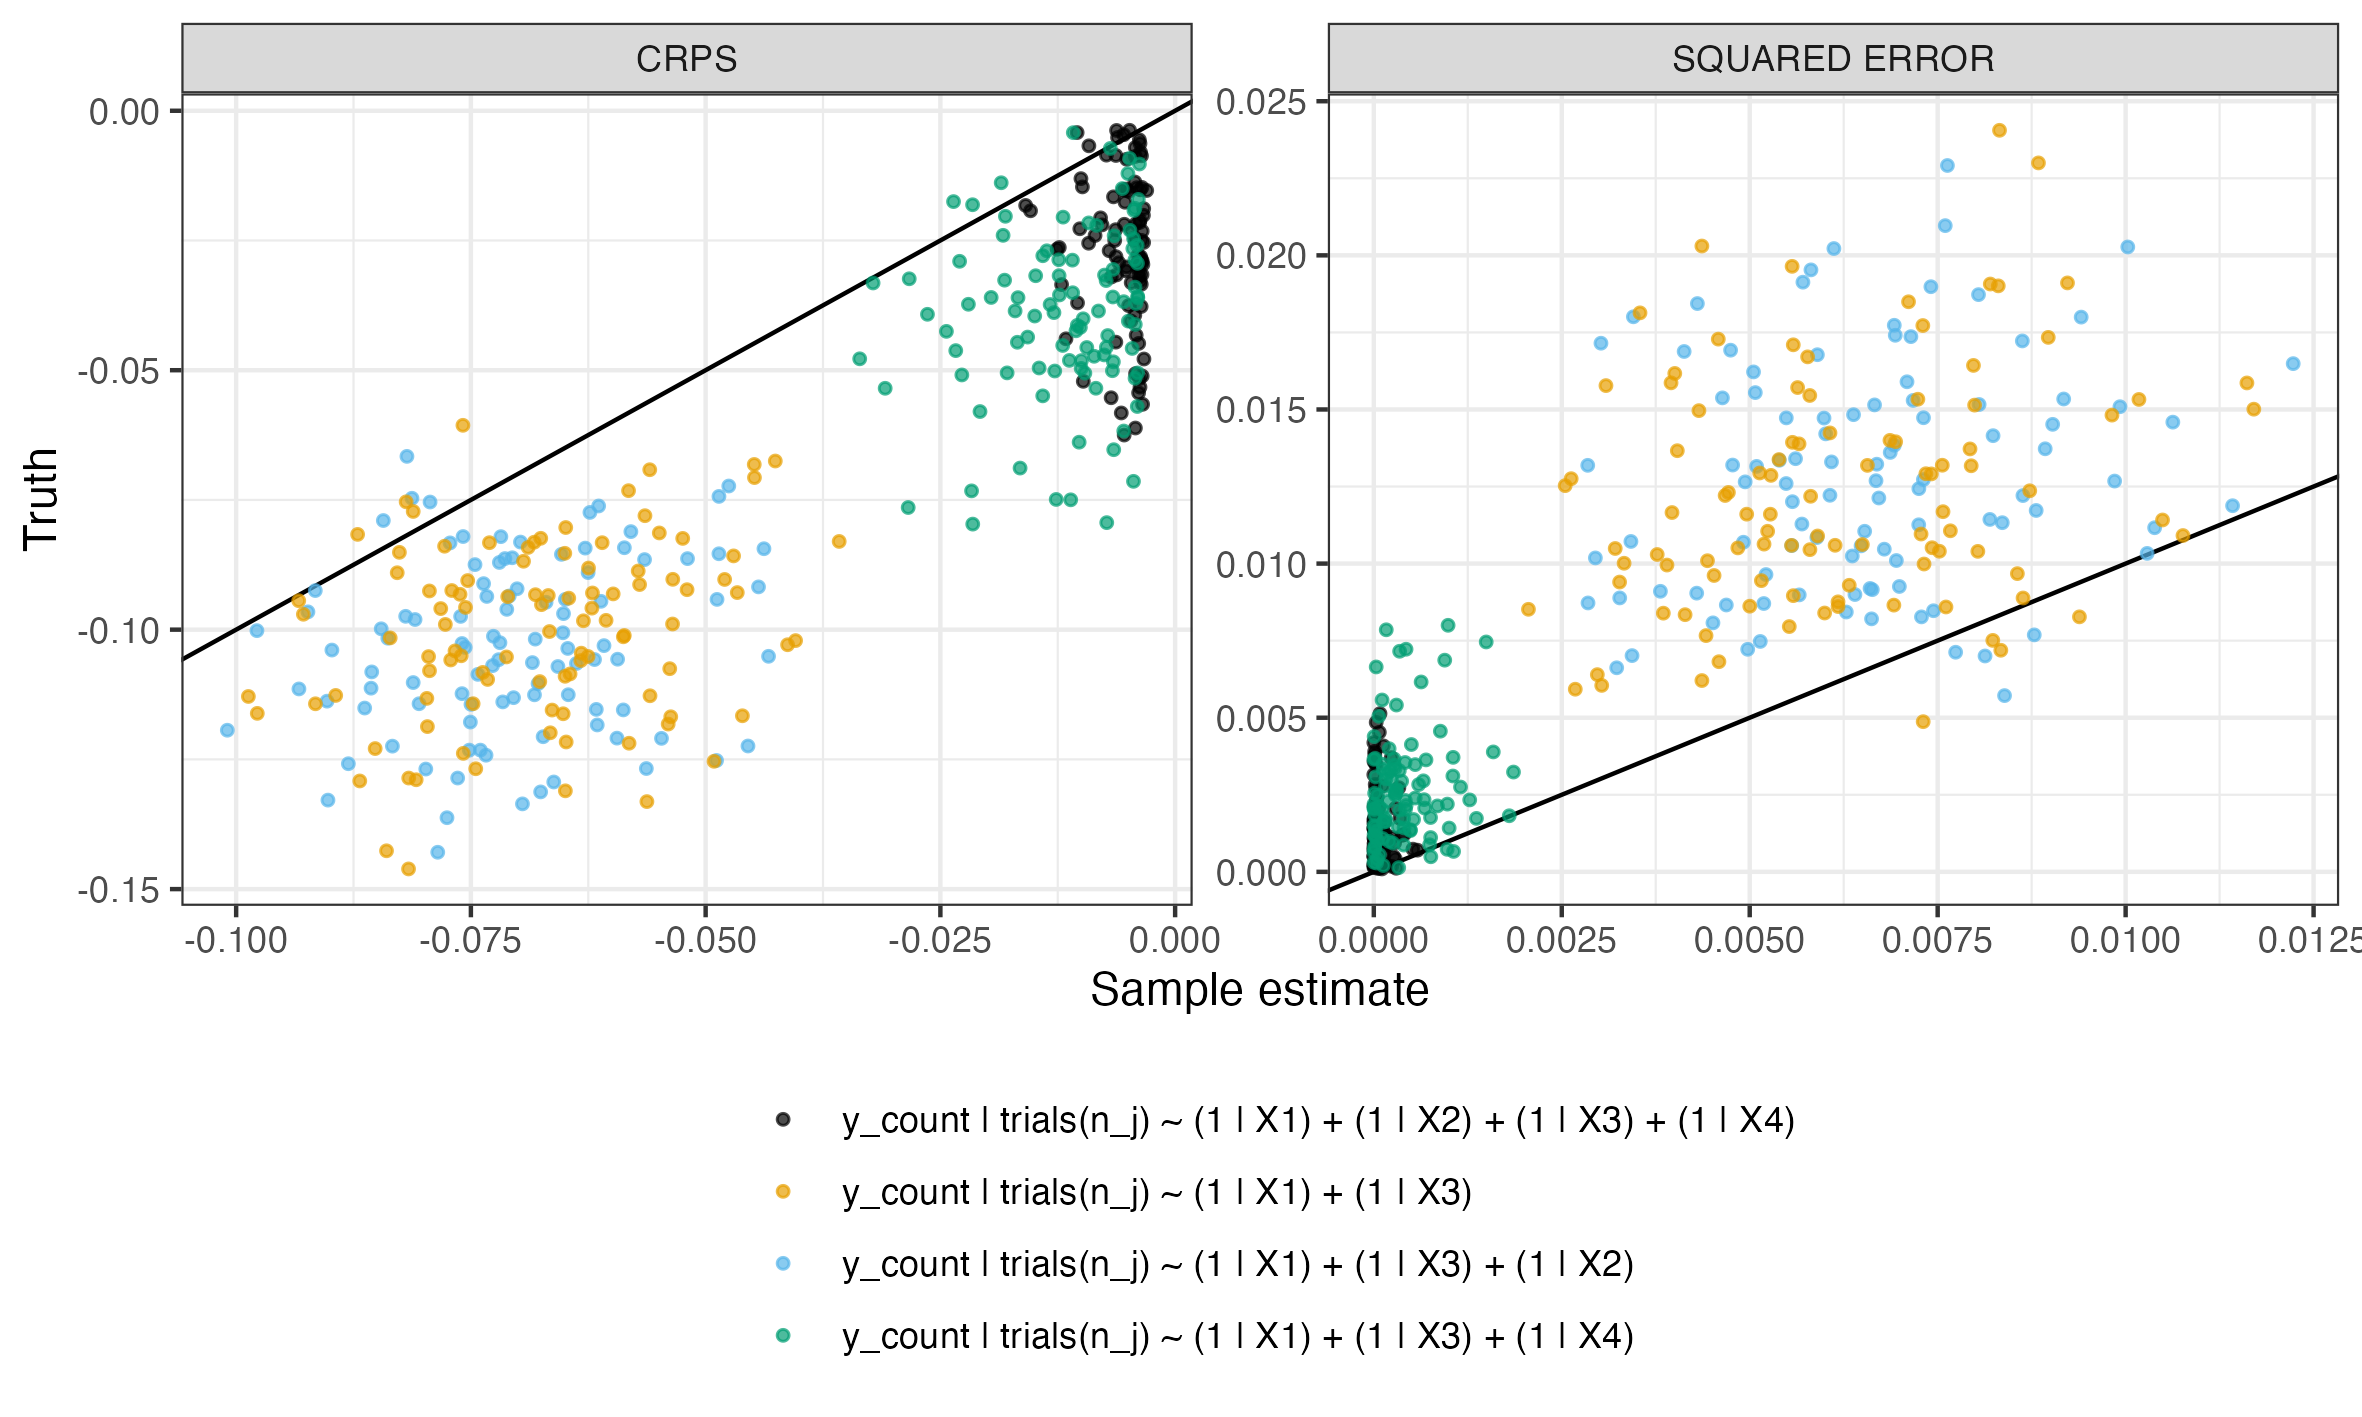 CRPS
SQUARED ERROR
0.00
-0.05
-0.10
-0.15
Truth
0.025
0.020
0.015
0.010
0.005
0.000
-0.100 -0.075 -0.050 -0.025 0.000
0.0000 0.0025 0.0050 0.0075 0.0100 0.0125
Sample estimate
y_count | trials(n_j) ~ (1 | X1) + (1 | X2) + (1 | X3) + (1 | X4)
y_count | trials(n_j) ~ (1 | X1) + (1 | X3)
y_count | trials(n_j) ~ (1 | X1) + (1 | X3) + (1 | X2)
y_count | trials(n_j) ~ (1 | X1) + (1 | X3) + (1 | X4)